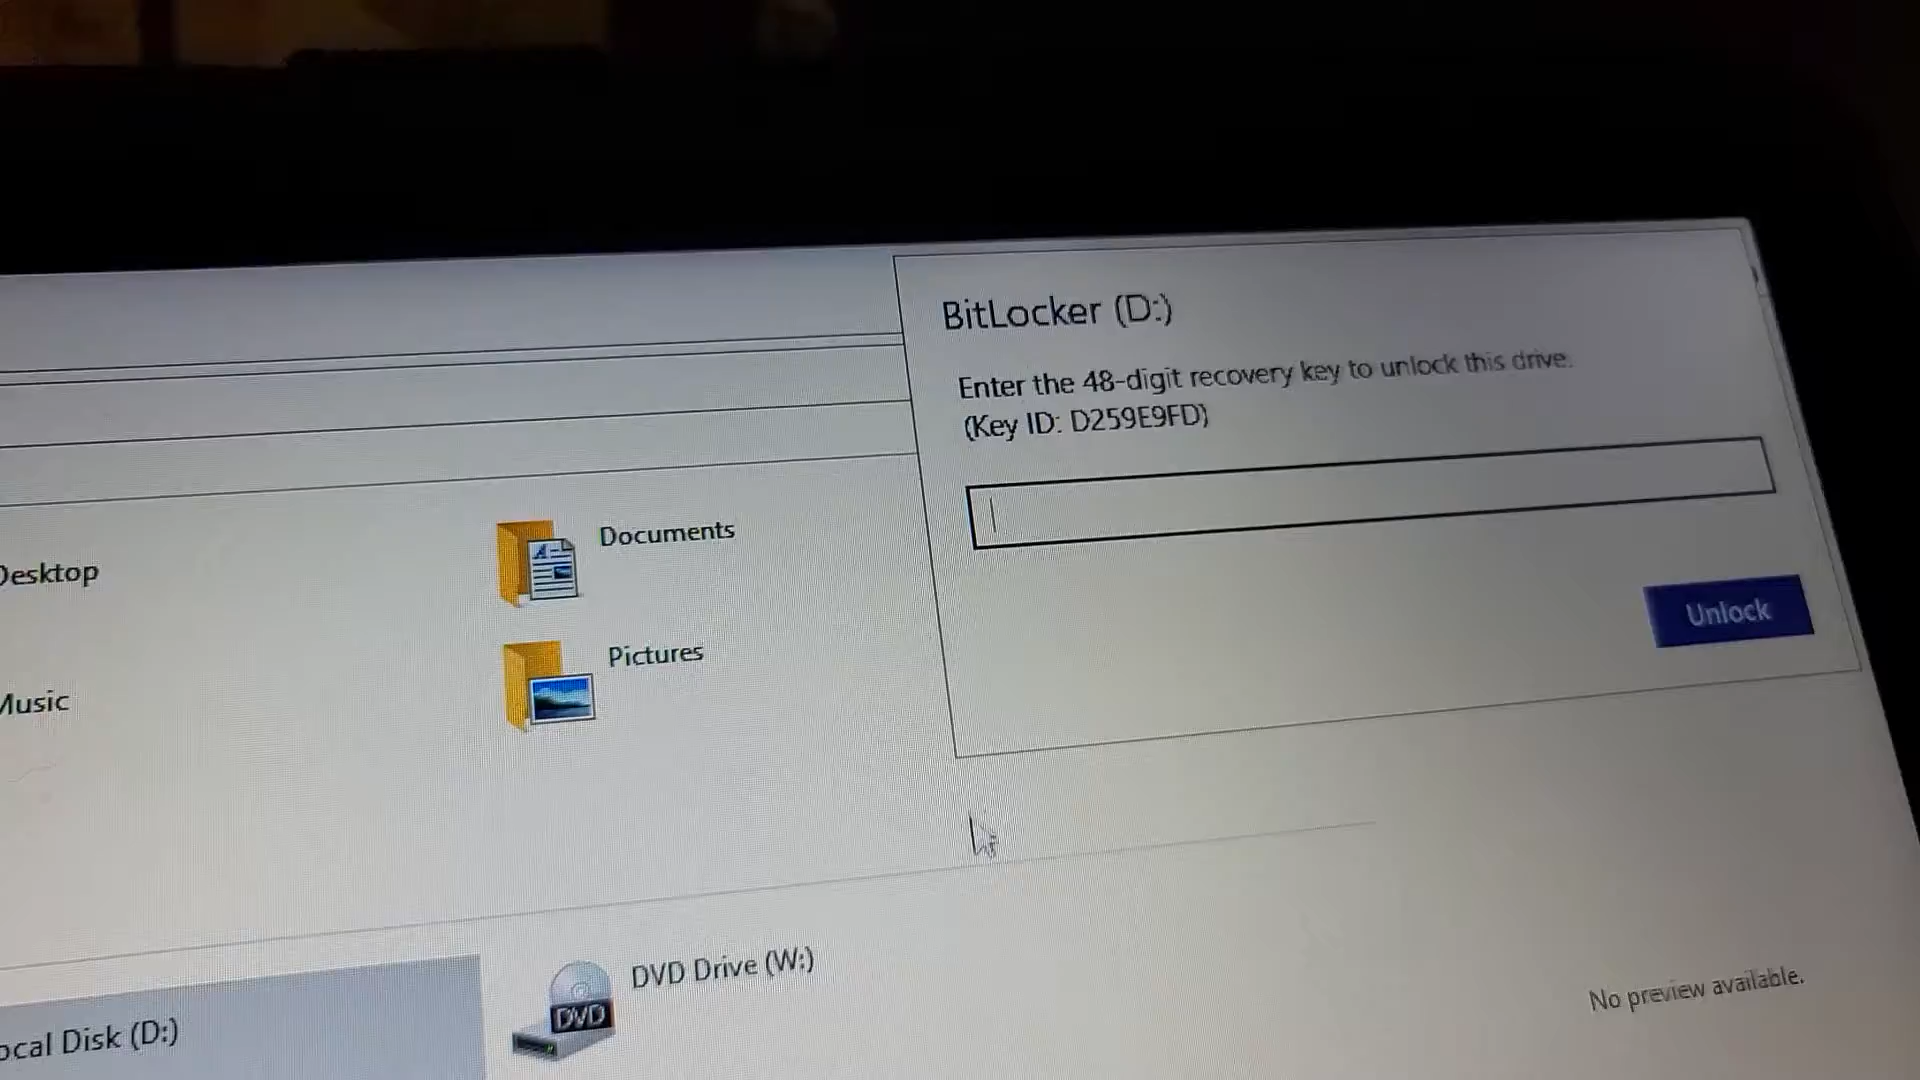 BitLocker (D:)
Enter the 48-digit recovery key to unlock this drive.
(Key ID: D259E9FD)
Unlock
Documents
Desktop
Pictures
Music
DVD Drive (W:)
DVD
No preview available.
ocal Disk (D:)